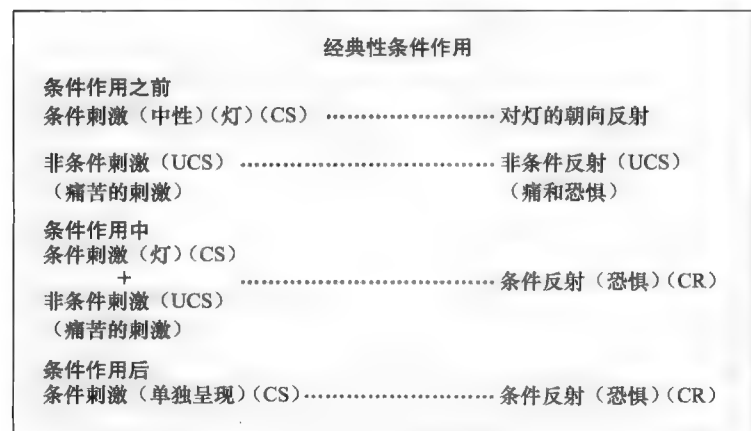 经典性条件作用
条件作用之前
条件刺激（中性）（灯）（CS） ························ 对灯的朝向反射
非条件刺激（UCS） ···································· 非条件反射（UCS）
（痛苦的刺激） （痛和恐惧）
条件作用中
条件刺激（灯）（CS）
+ ···································· 条件反射（恐惧）（CR）
非条件刺激（UCS）
（痛苦的刺激）
条件作用后
条件刺激（单独呈现）（CS）··························· 条件反射（恐惧）（CR）